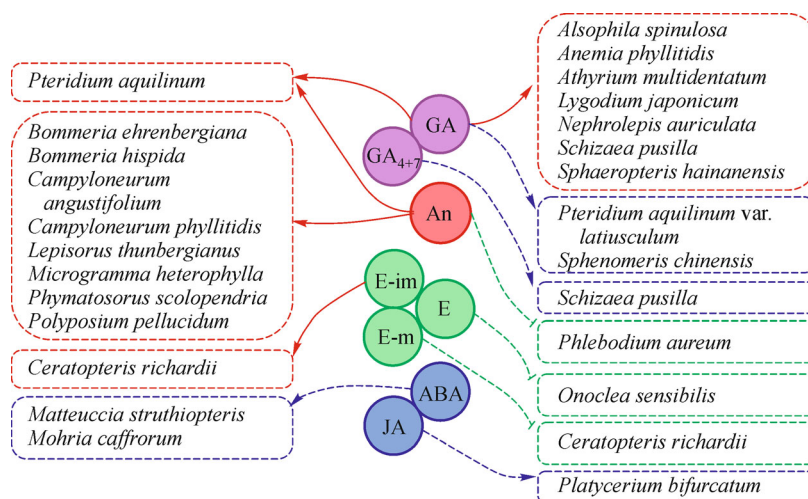 Pteridium aquilinum
Bommeria ehrenbergiana
Bommeria hispida
Campyloneurum
angustifolium
Campyloneurum phyllitidis
Lepisorus thunbergianus
Microgramma heterophylla
Phymatosorus scolopendria
Polyposium pellucidum
Ceratopteris richardii
Matteuccia struthiopteris
Mohria caffrorum
GA
GA4+7
An
E-im
E
E-m
ABA
JA
Alsophila spinulosa
Anemia phyllitidis
Athyrium multidentatum
Lygodium japonicum
Nephrolepis auriculata
Schizaea pusilla
Sphaeropteris hainanensis
Pteridium aquilinum var.
latiusculum
Sphenomeris chinensis
Schizaea pusilla
Phlebodium aureum
Onoclea sensibilis
Ceratopteris richardii
Platycerium bifurcatum